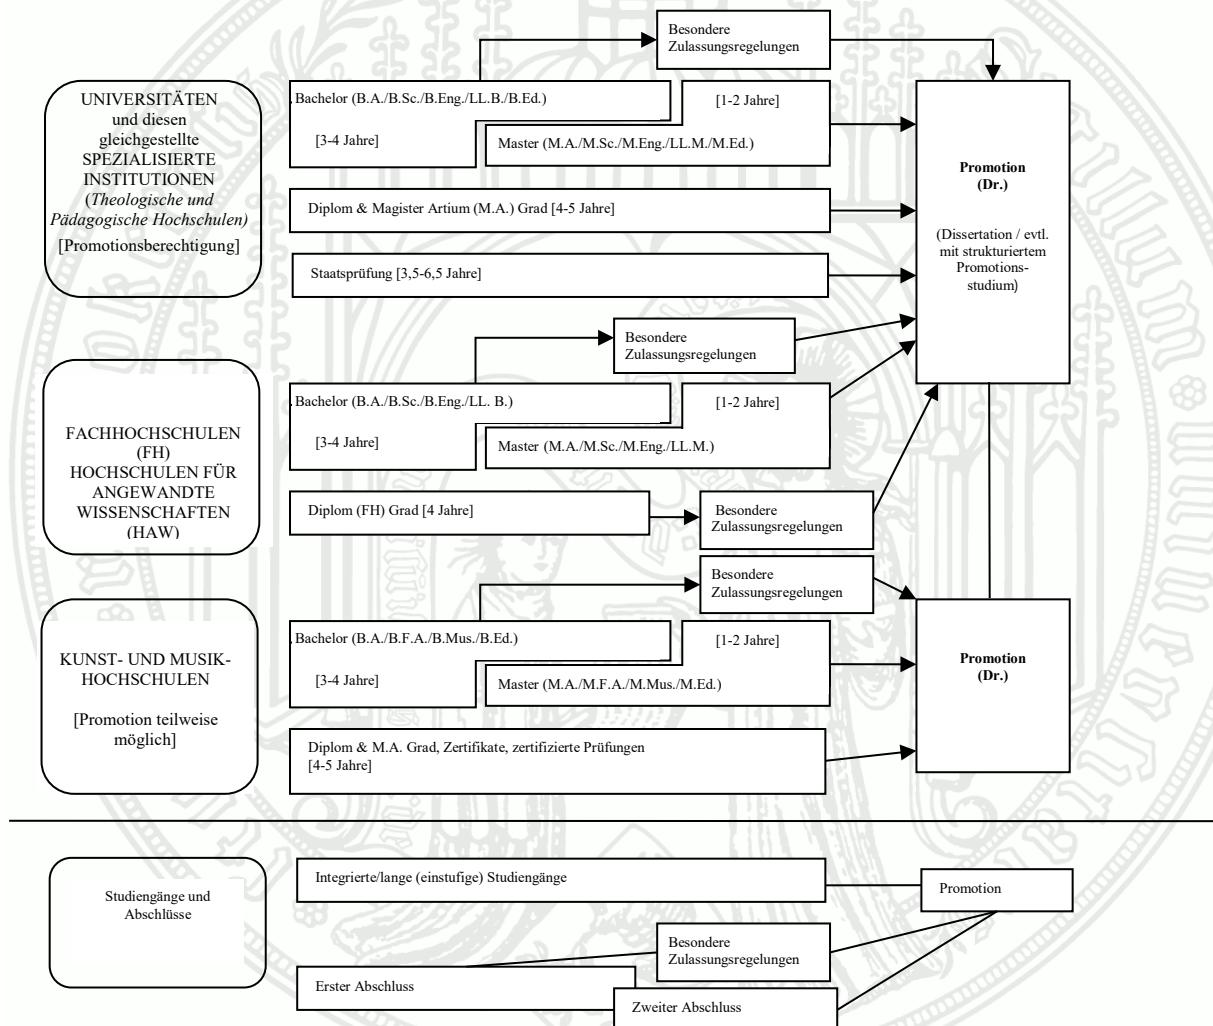 Besondere
Zulassungsregelungen
UNIVERSITÄTEN
und diesen
gleichgestellte
SPEZIALISIERTE
INSTITUTIONEN
(Theologische und
Pädagogische Hochschulen)
[Promotionsberechtigung]
Bachelor (B.A./B.Sc./B.Eng./LL.B./B.Ed.)
[3-4 Jahre]
[1-2 Jahre]
Master (M.A./M.Sc./M.Eng./LL.M./M.Ed.)
Diplom & Magister Artium (M.A.) Grad [4-5 Jahre]
Staatsprüfung [3,5-6,5 Jahre]
Promotion
(Dr.)
(Dissertation / evtl.
mit strukturiertem
Promotions-
studium)
Besondere
Zulassungsregelungen
FACHHOCHSCHULEN
(FH)
HOCHSCHULEN FÜR
ANGEWANDTE
WISSENSCHAFTEN
(HAW)
Bachelor (B.A./B.Sc./B.Eng./LL. B.)
[3-4 Jahre]
[1-2 Jahre]
Master (M.A./M.Sc./M.Eng./LL.M.)
Diplom (FH) Grad [4 Jahre]
Besondere
Zulassungsregelungen
Besondere
Zulassungsregelungen
KUNST- UND MUSIK-
HOCHSCHULEN
[Promotion teilweise
möglich]
Bachelor (B.A./B.F.A./B.Mus./B.Ed.)
[3-4 Jahre]
[1-2 Jahre]
Master (M.A./M.F.A./M.Mus./M.Ed.)
Diplom & M.A. Grad, Zertifikate, zertifizierte Prüfungen
[4-5 Jahre]
Promotion
(Dr.)
Studiengänge und
Abschlüsse
Integrierte/lange (einstufige) Studiengänge
Promotion
Besondere
Zulassungsregelungen
Erster Abschluss
Zweiter Abschluss